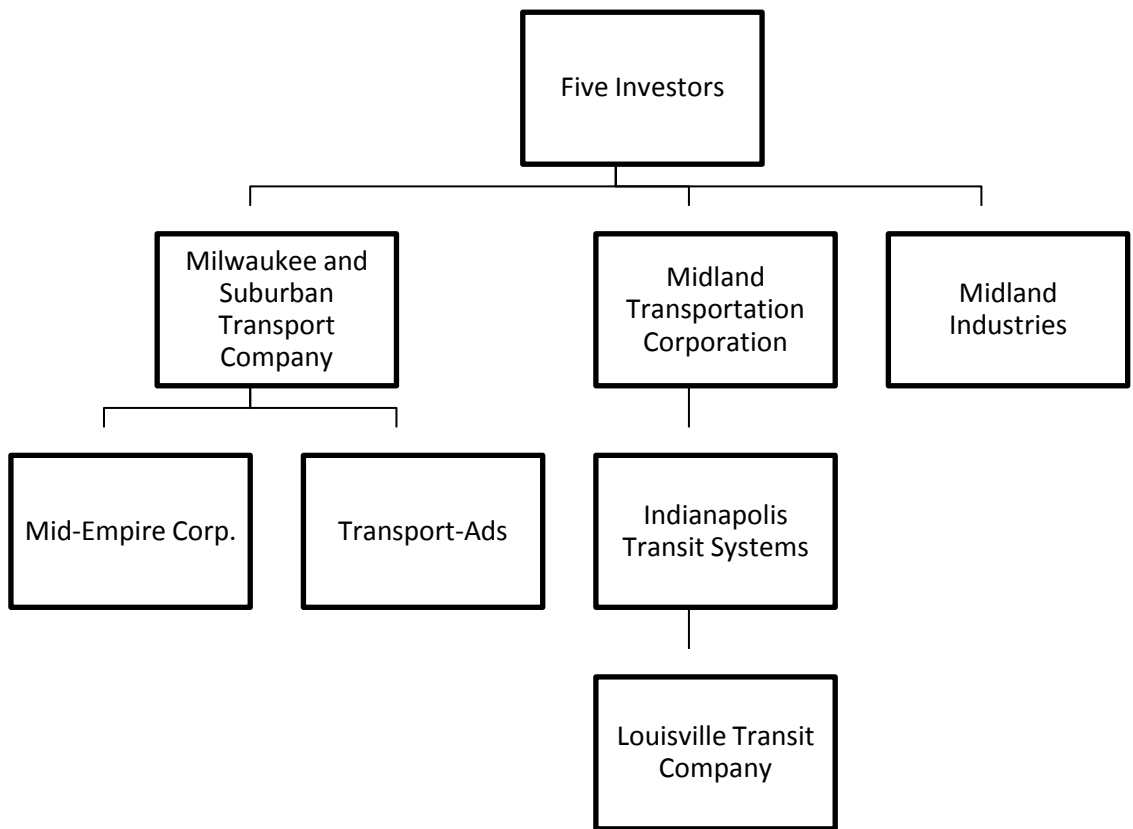 Five Investors
Milwaukee and
Suburban
Transport
Company
Midland
Transportation
Corporation
Midland
Industries
Mid-Empire Corp.
Transport-Ads
Indianapolis
Transit Systems
Louisville Transit
Company